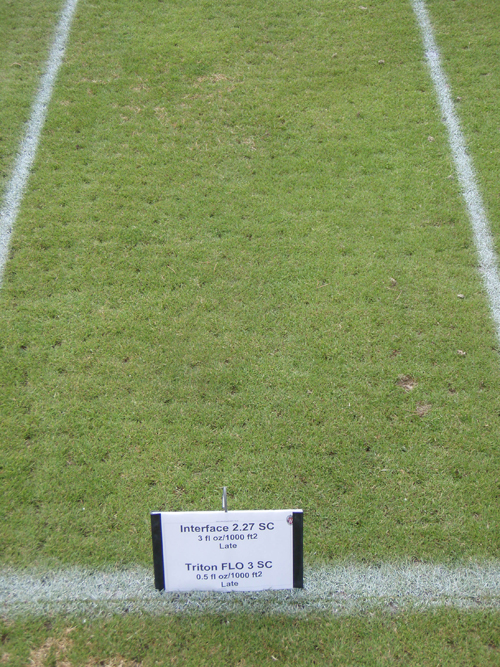 Interface 2.27 SC
3 fl oz/1000 ft2
Late
Triton FLO 3 SC
0.5 fl oz/1000 ft2
Late